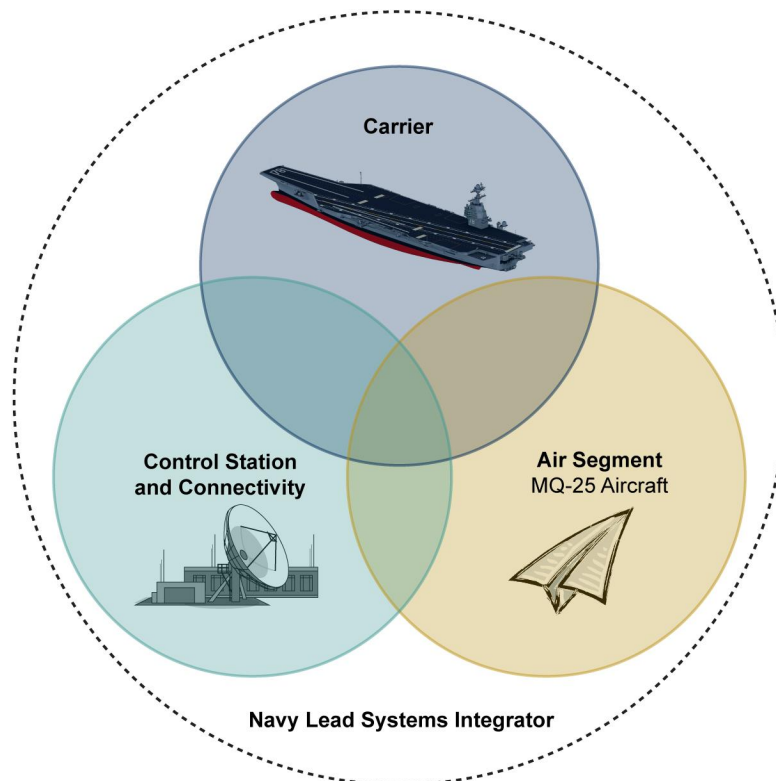 Carrier
Control Station
and Connectivity
Air Segment
MQ-25 Aircraft
Navy Lead Systems Integrator